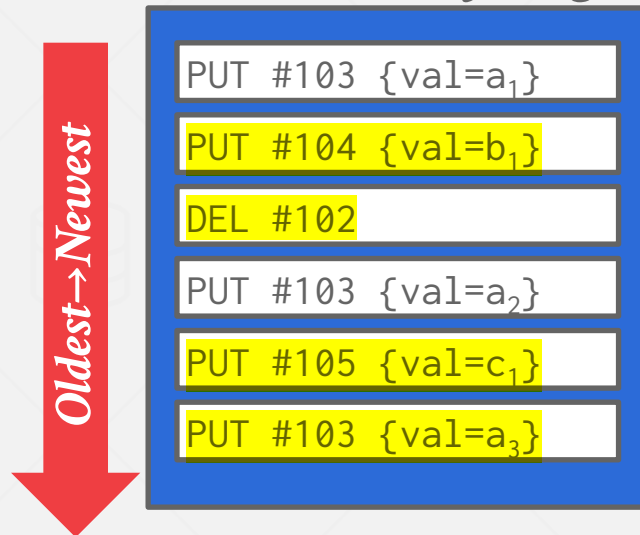 PUT #103 {val=a₁}
PUT #104 {val=b₁}
DEL #102
PUT #103 {val=a₂}
PUT #105 {val=c₁}
PUT #103 {val=a₃}
Oldest→Newest